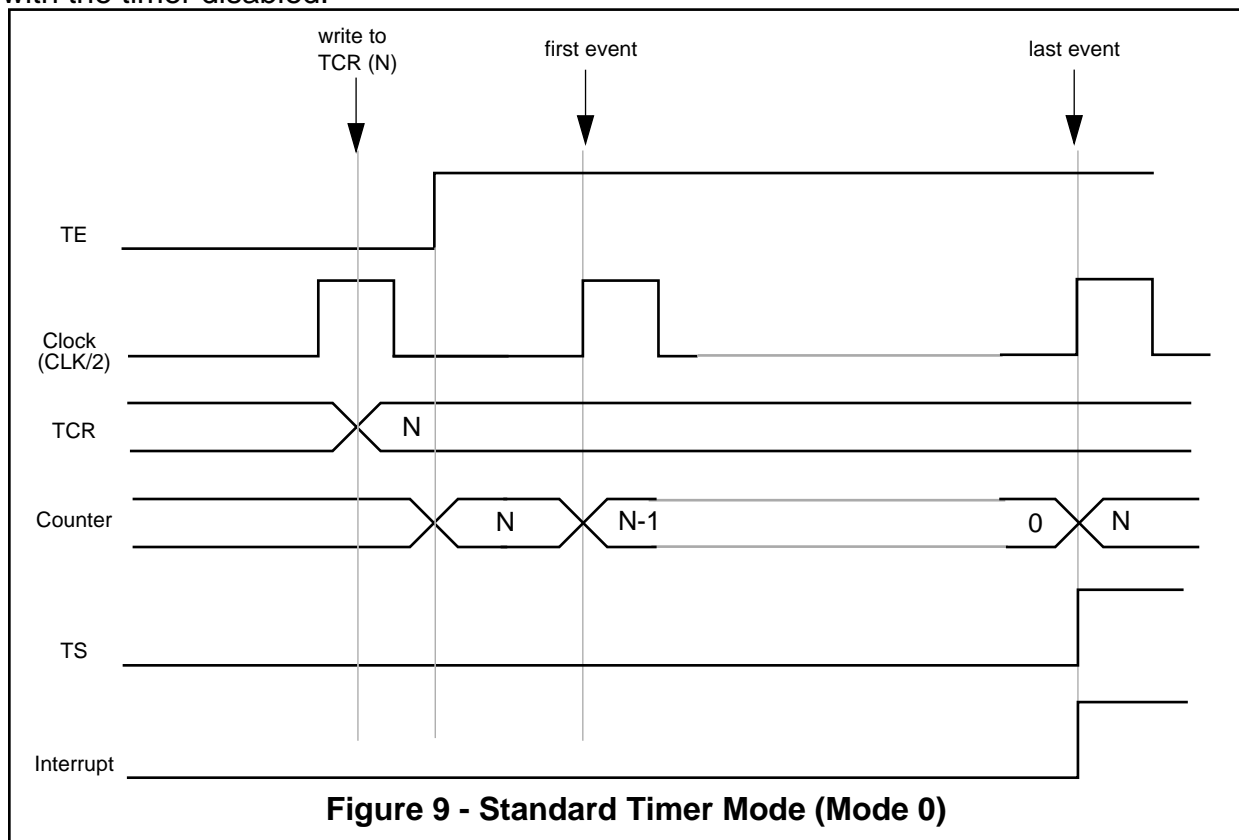 with the timer disabled.
write to
TCR (N)
first event
last event
TE
Clock
(CLK/2)
TCR
N
Counter
N
N-1
0
N
TS
Interrupt
Figure 9 - Standard Timer Mode (Mode 0)